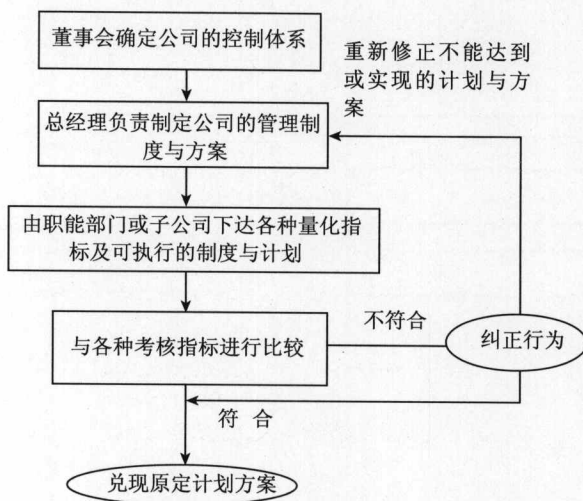 董事会确定公司的控制体系
重新修正不能达到
或实现的计划与方
案
总经理负责制定公司的管理制
度与方案
由职能部门或子公司下达各种量化指
标及可执行的制度与计划
与各种考核指标进行比较
不符合
纠正行为
符 合
兑现原定计划方案